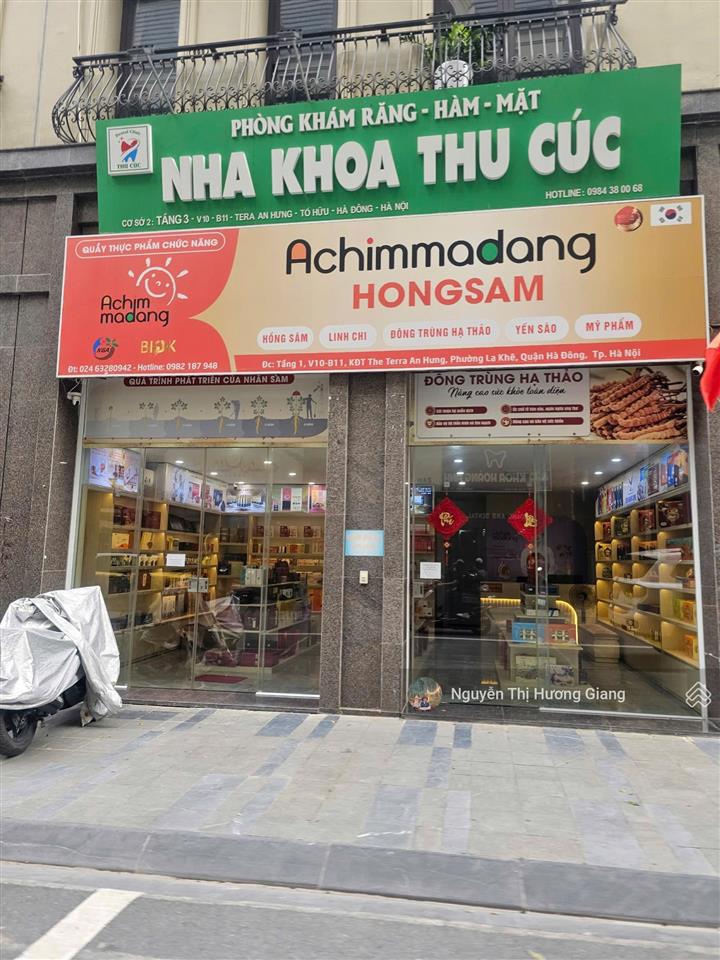 PHÒNG KHÁM RĂNG - HÀM - MẶT
Dental Clinic
THU CÚC
NHA KHOA THU CÚC
HOTLINE: 0984 38 00 68
CƠ SỞ 2: TẦNG 3 - V10 - B11 - TERA AN HƯNG - TỐ HỮU - HÀ ĐÔNG - HÀ NỘI
QUẦY THỰC PHẨM CHỨC NĂNG
Achim
madang
Achimmadang
HONGSAM
HỒNG SÂM
LINH CHI
ĐÔNG TRÙNG HẠ THẢO
YẾN SÀO
MỸ PHẨM
Đt: 024 63280942 - Hotline: 0982 187 948
Đc: Tầng 1, V10-B11, KĐT The Terra An Hưng, Phường La Khê, Quận Hà Đông, Tp. Hà Nội
QUÁ TRÌNH PHÁT TRIỂN CỦA NHÂN SÂM
ĐÔNG TRÙNG HẠ THẢO
Nâng cao sức khỏe toàn diện
Nguyễn Thị Hương Giang